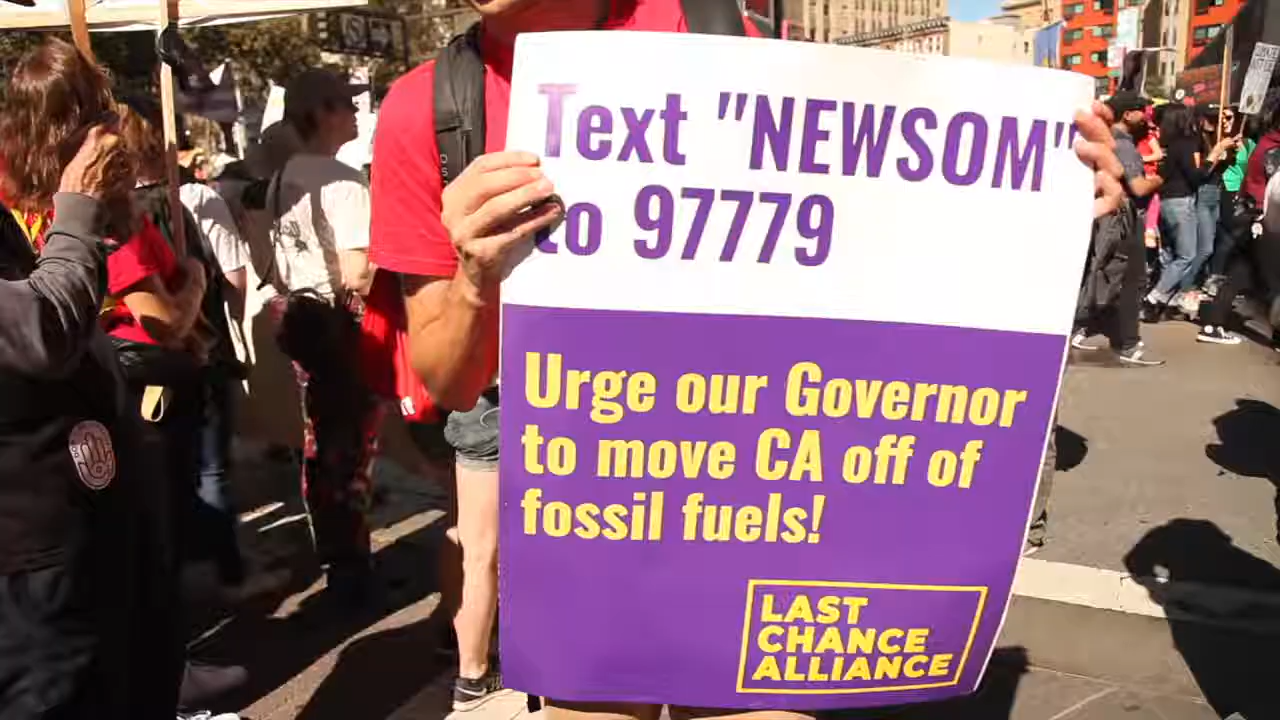 Text "NEWSOM"
to 97779
Urge our Governor
to move CA off of
fossil fuels!
LAST
CHANCE
ALLIANCE